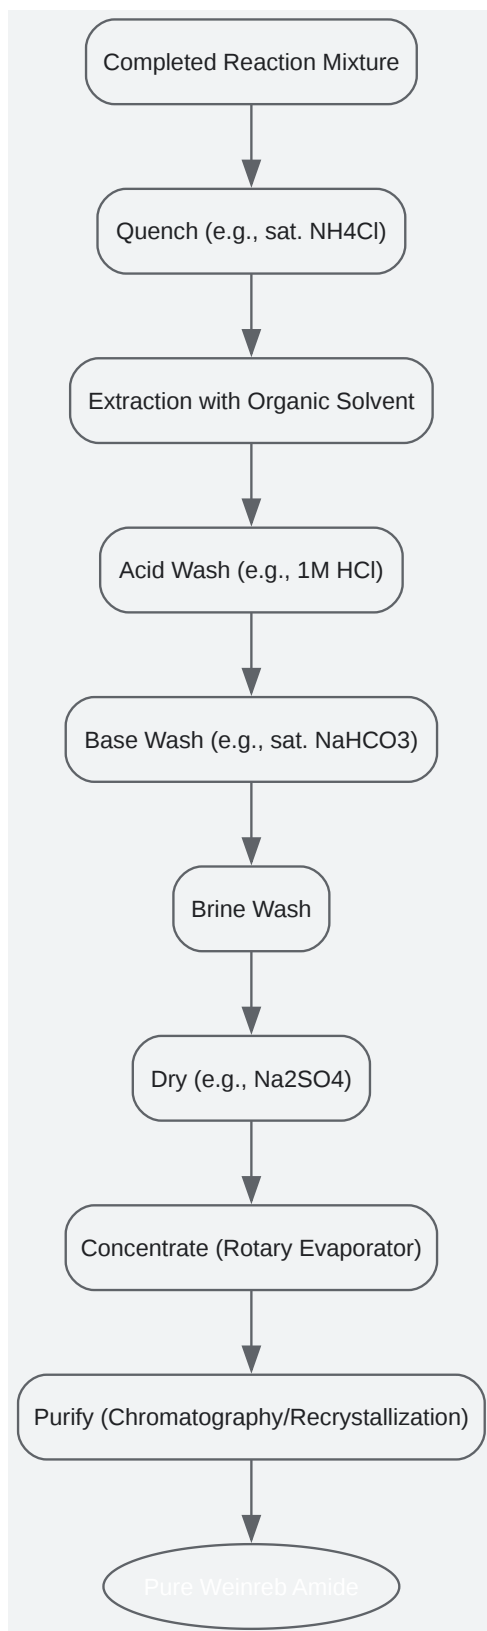 Completed Reaction Mixture
Quench (e.g., sat. NH4Cl)
Extraction with Organic Solvent
Acid Wash (e.g., 1M HCl)
Base Wash (e.g., sat. NaHCO3)
Brine Wash
Dry (e.g., Na2SO4)
Concentrate (Rotary Evaporator)
Purify (Chromatography/Recrystallization)
Pure Weinreb Amide